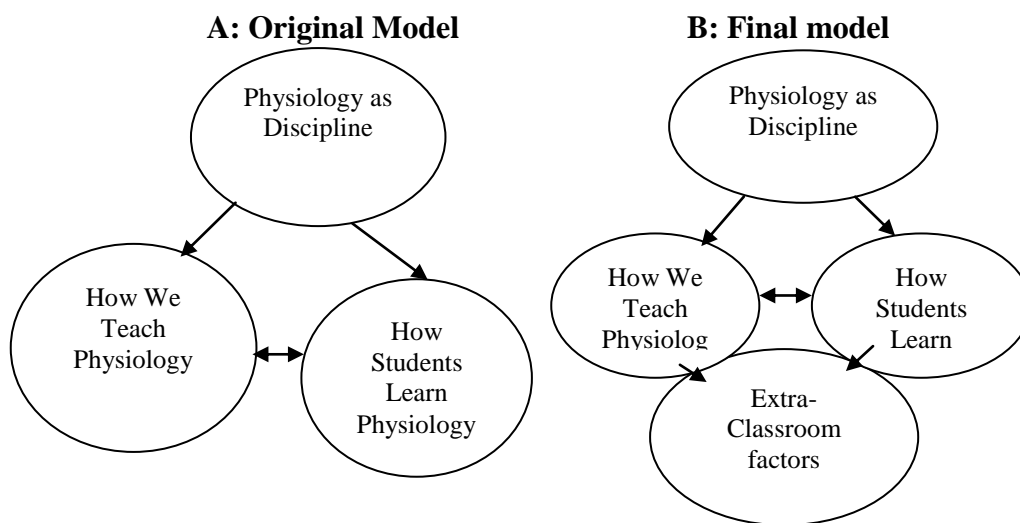 A: Original Model
Physiology as
Discipline
How We
Teach
Physiology
How
Students
Learn
Physiology
B: Final model
Physiology as
Discipline
How We
Teach
Physiolog
How
Students
Learn
Extra-
Classroom
factors